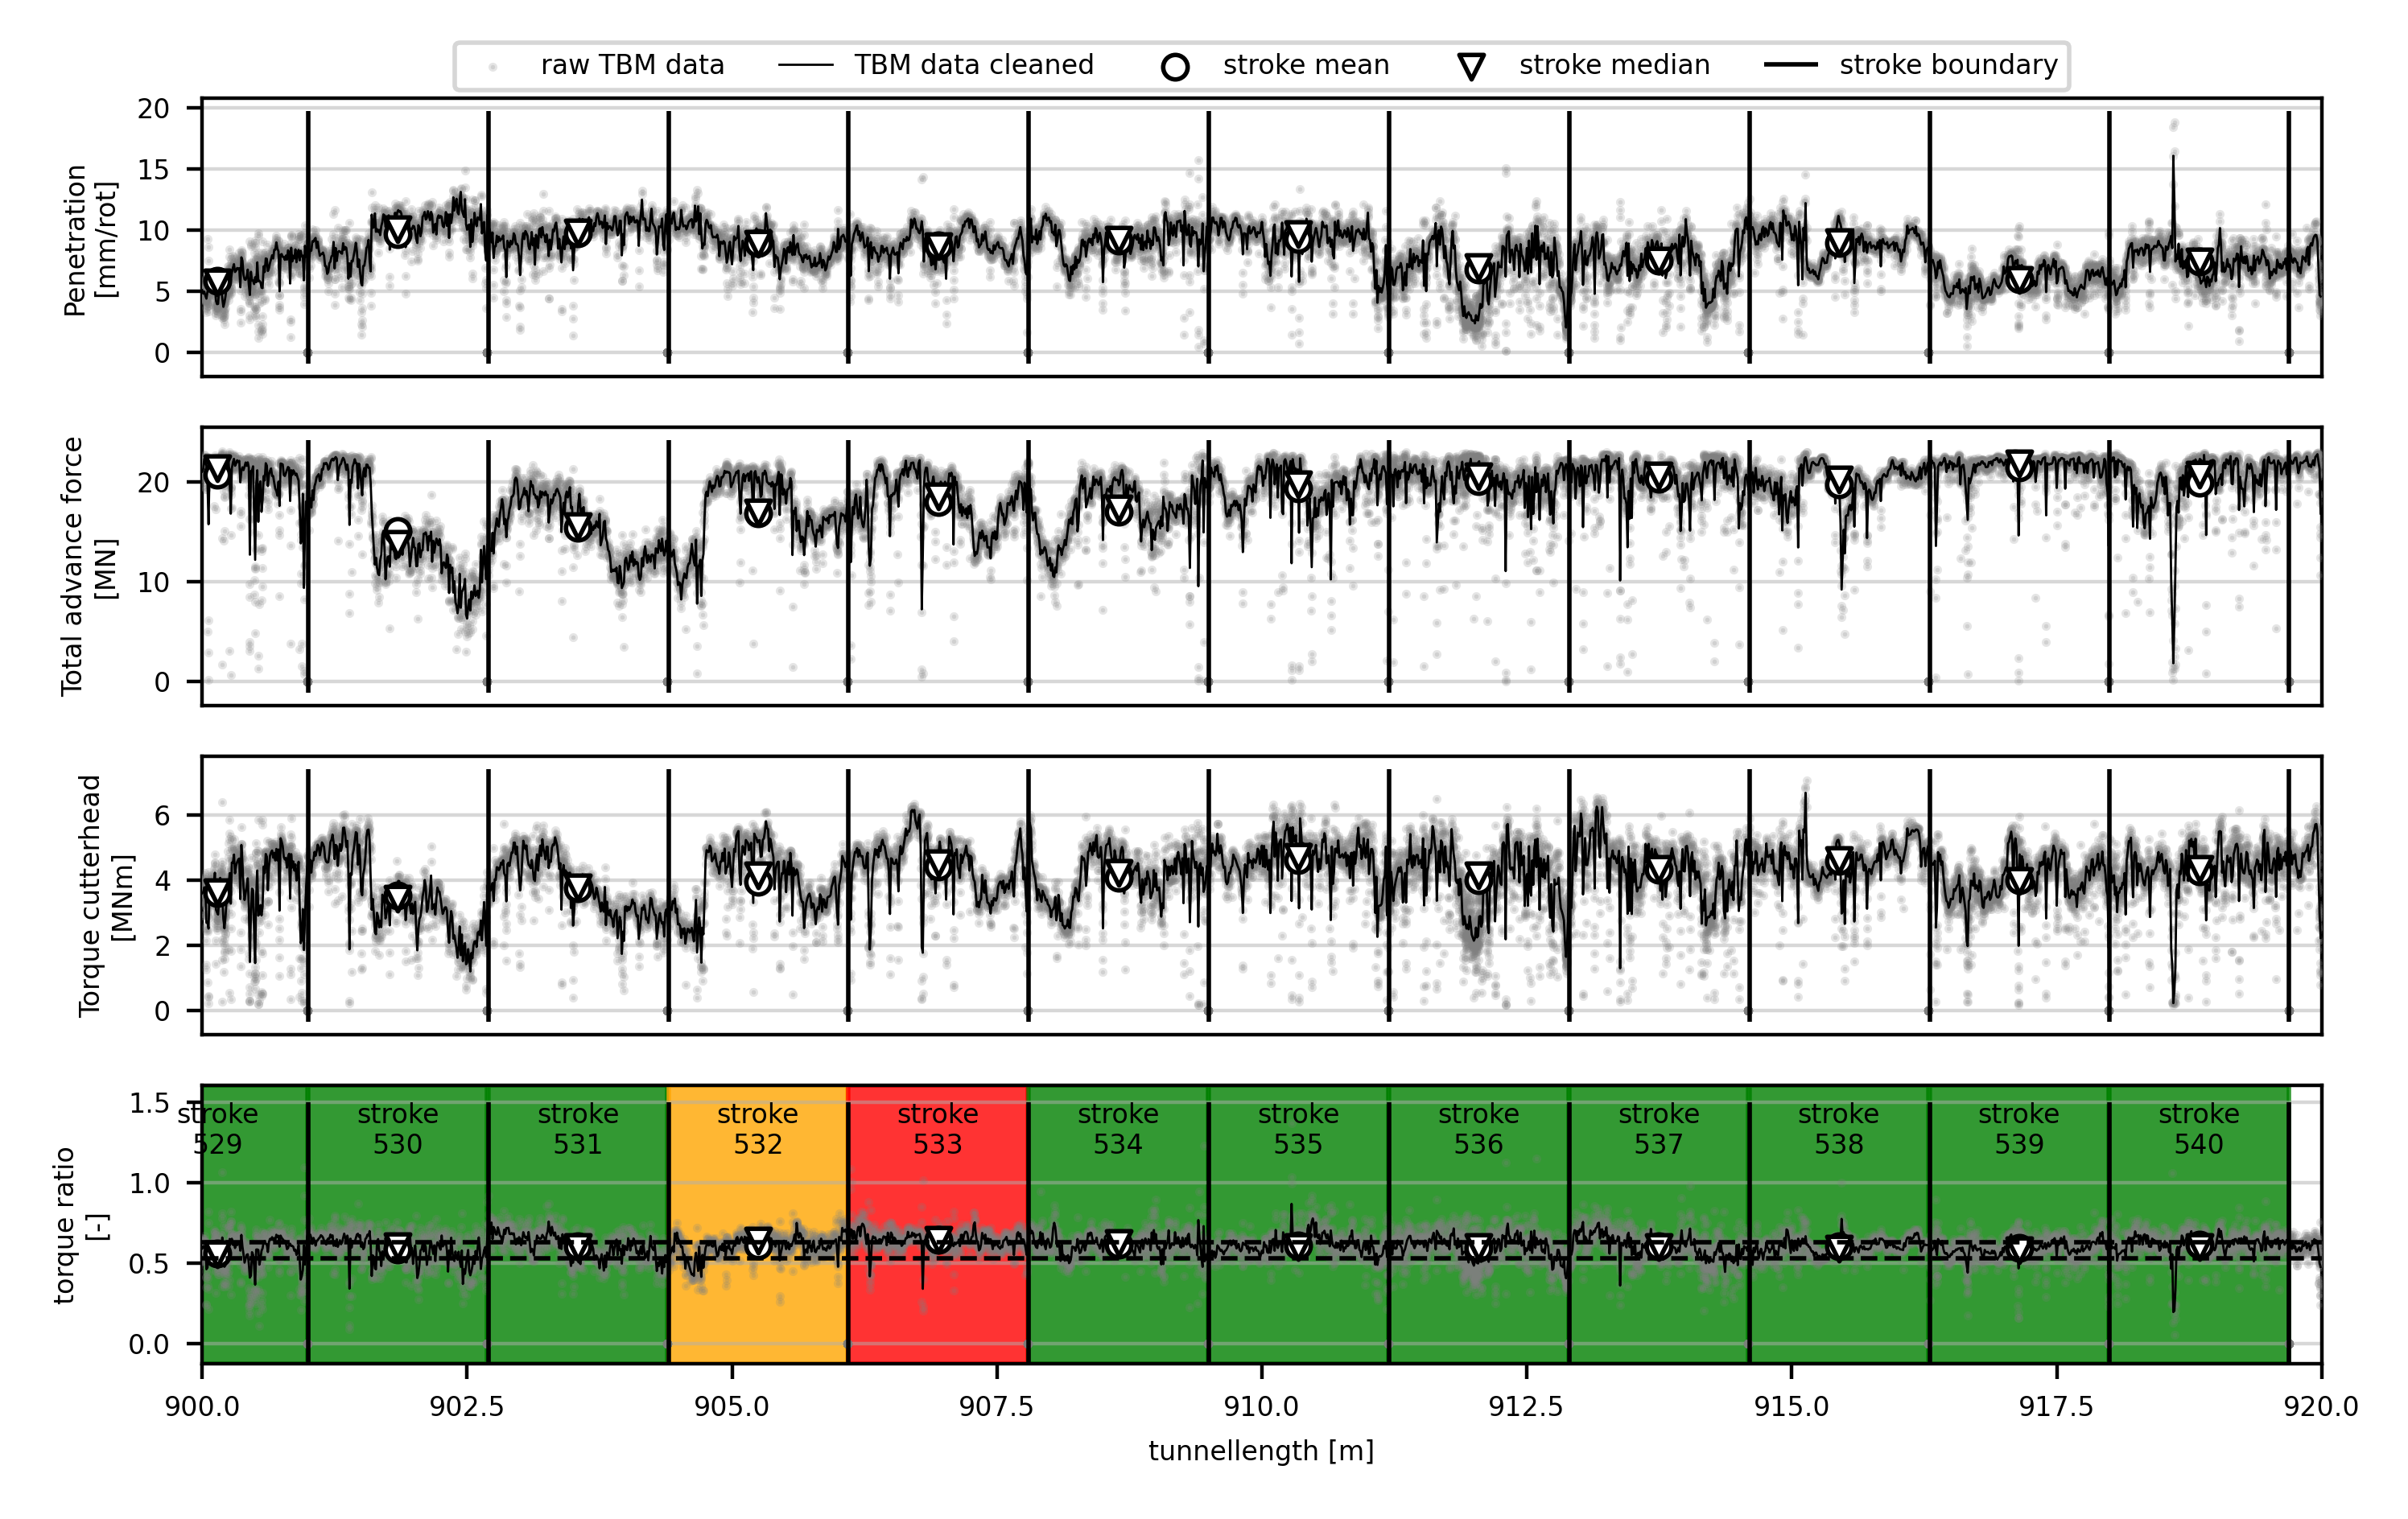 raw TBM data TBM data cleaned stroke mean stroke median stroke boundary
20
15
10
5
0
Penetration
[mm/rot]
20
10
0
Total advance force
[MN]
6
4
2
0
Torque cutterhead
[MNm]
1.5
1.0
0.5
0.0
torque ratio
[-]
stroke
529
stroke
530
stroke
531
stroke
532
stroke
533
stroke
534
stroke
535
stroke
536
stroke
537
stroke
538
stroke
539
stroke
540
900.0 902.5 905.0 907.5 910.0 912.5 915.0 917.5 920.0
tunnellength [m]